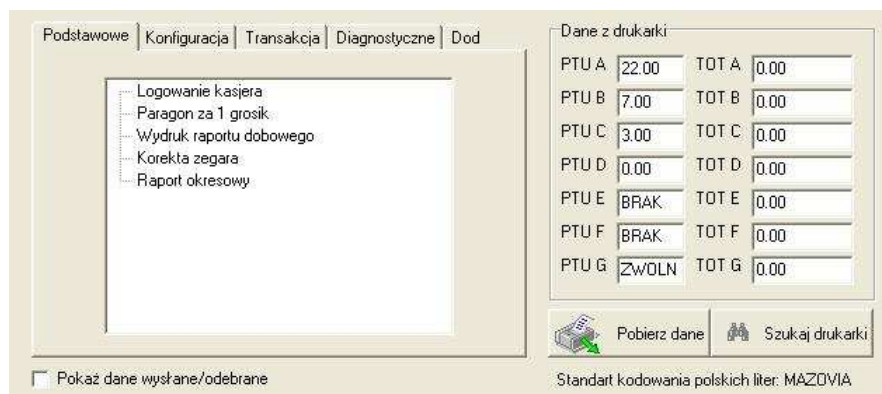 Podstawowe Konfiguracja Transakcja Diagnostyczne Dod
Logowanie kasjera
Paragon za 1 grosik
Wydruk raportu dobowego
Korekta zegara
Raport okresowy
Pokaż dane wysłane/odebrane
Dane z drukarki
PTU A 22.00 TOT A 0.00
PTU B 7.00 TOT B 0.00
PTU C 3.00 TOT C 0.00
PTU D 0.00 TOT D 0.00
PTU E BRAK TOT E 0.00
PTU F BRAK TOT F 0.00
PTU G ZWOLN TOT G 0.00
Pobierz dane Szukaj drukarki
Standart kodowania polskich liter: MAZOVIA